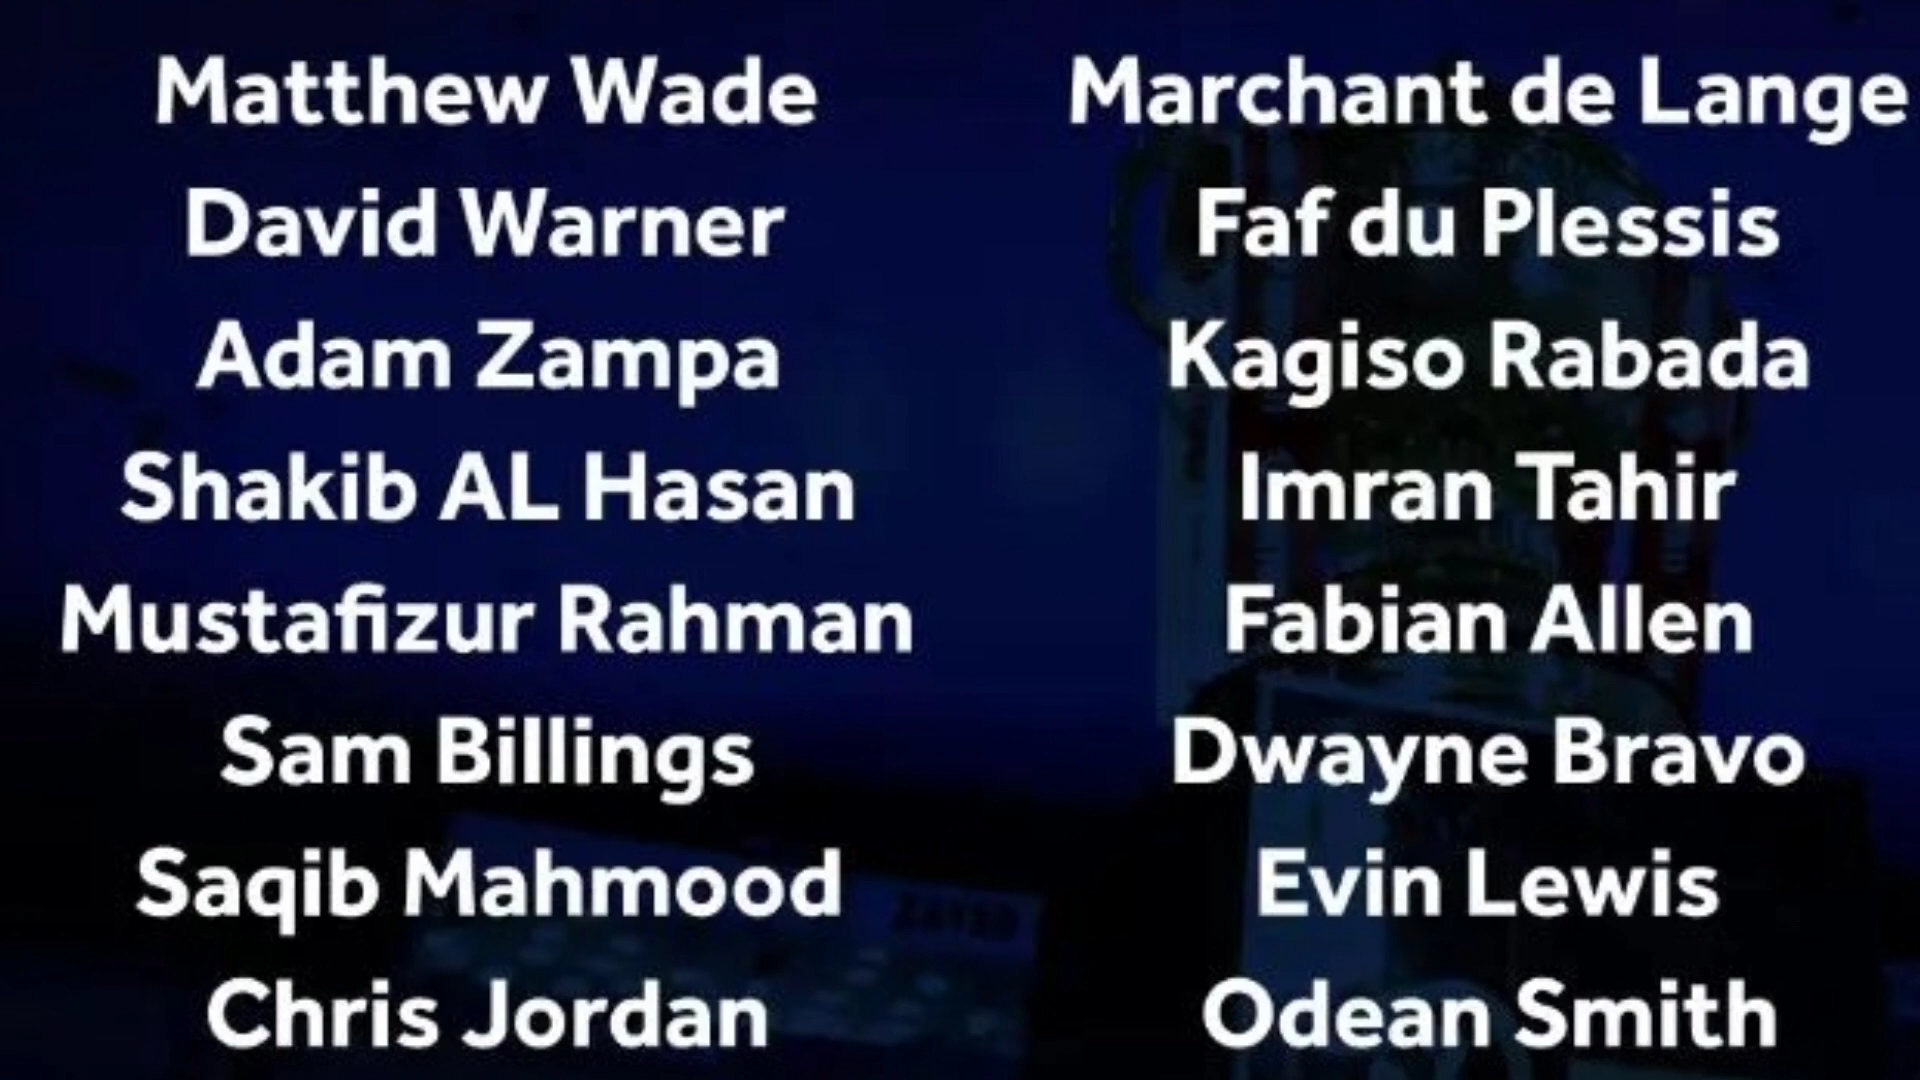 Matthew Wade
David Warner
Adam Zampa
Shakib AL Hasan
Mustafizur Rahman
Sam Billings
Saqib Mahmood
Chris Jordan
Marchant de Lange
Faf du Plessis
Kagiso Rabada
Imran Tahir
Fabian Allen
Dwayne Bravo
Evin Lewis
Odean Smith